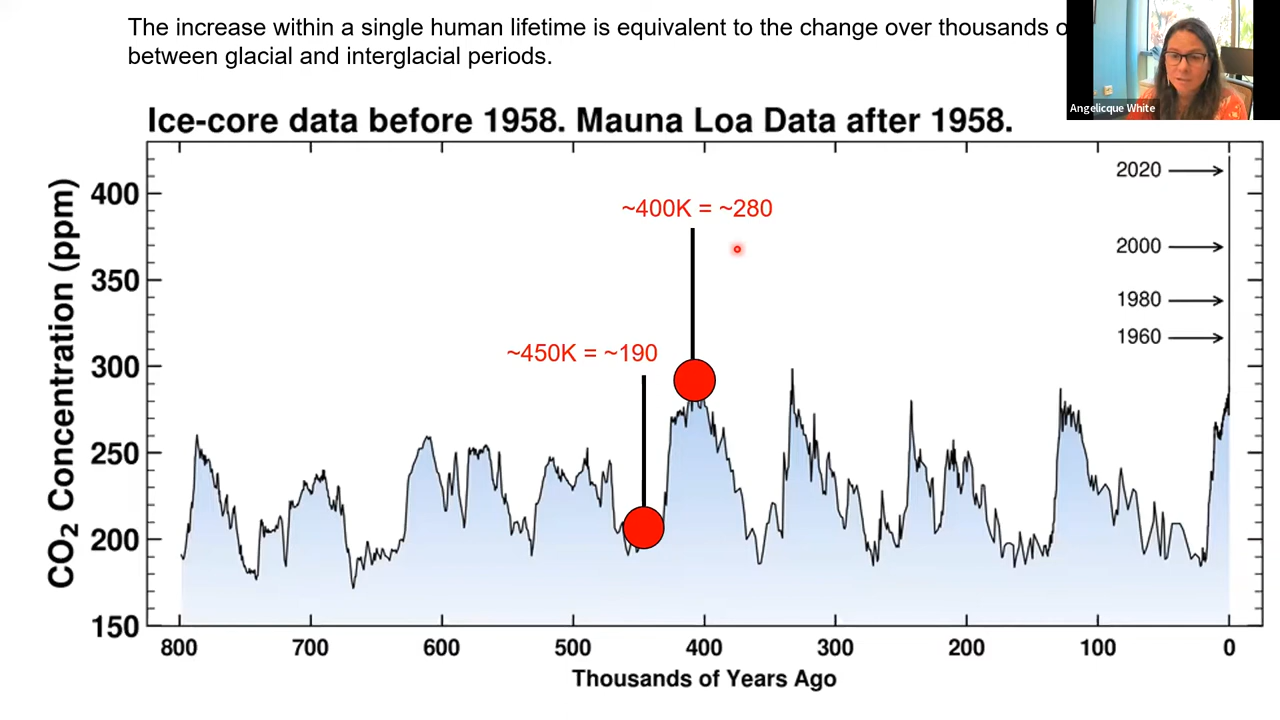 The increase within a single human lifetime is equivalent to the change over thousands
between glacial and interglacial periods.
Angelicque White
Ice-core data before 1958. Mauna Loa Data after 1958.
CO₂ Concentration (ppm)
400
350
300
250
200
150
~400K = ~280
~450K = ~190
2020
2000
1980
1960
800 700 600 500 400 300 200 100 0
Thousands of Years Ago